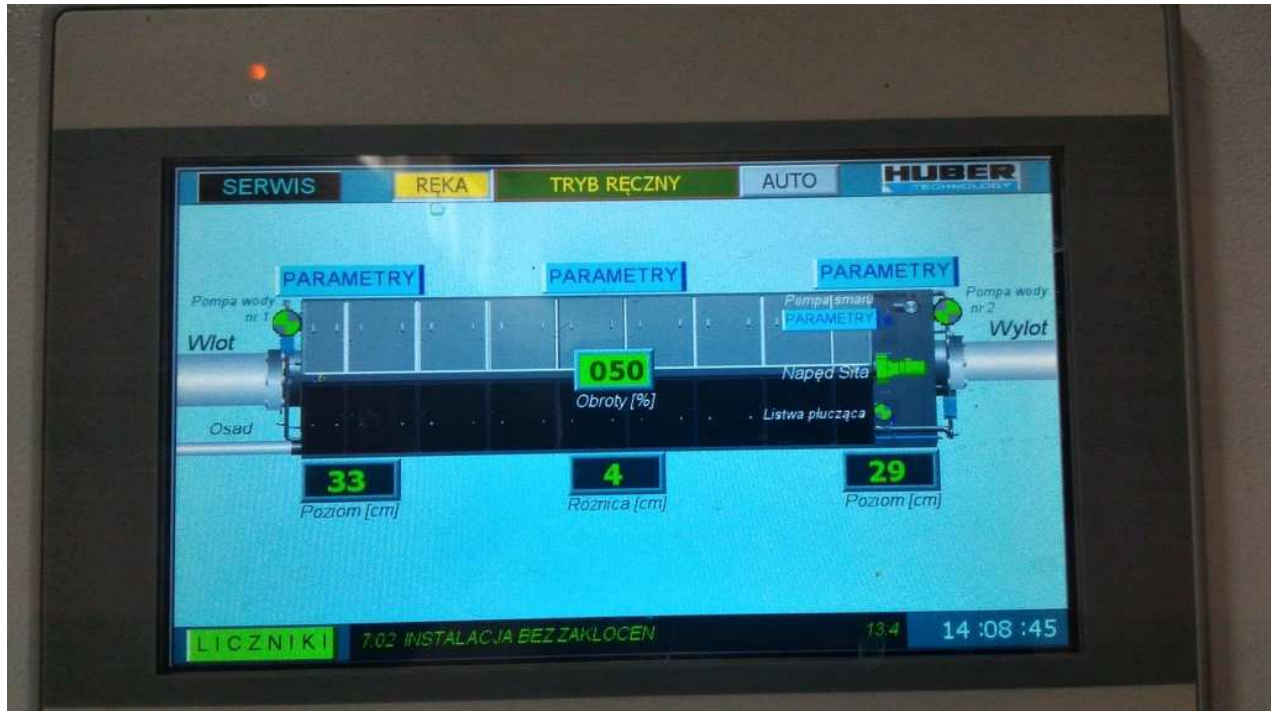 SERWIS
RĘKA
TRYB RĘCZNY
AUTO
HUBER
TECHNOLOGY
PARAMETRY
PARAMETRY
PARAMETRY
Pompa wody
nr 1
Pompa smaru
PARAMETRY
Pompa wody
nr 2
Wlot
Wylot
050
Obroty [%]
Napęd Sita
Listwa płucząca
Osad
33
Poziom [cm]
4
Różnica [cm]
29
Poziom [cm]
LICZNIKI
7.02 INSTALACJA BEZ ZAKLOCEN
13:4
14 :08 :45